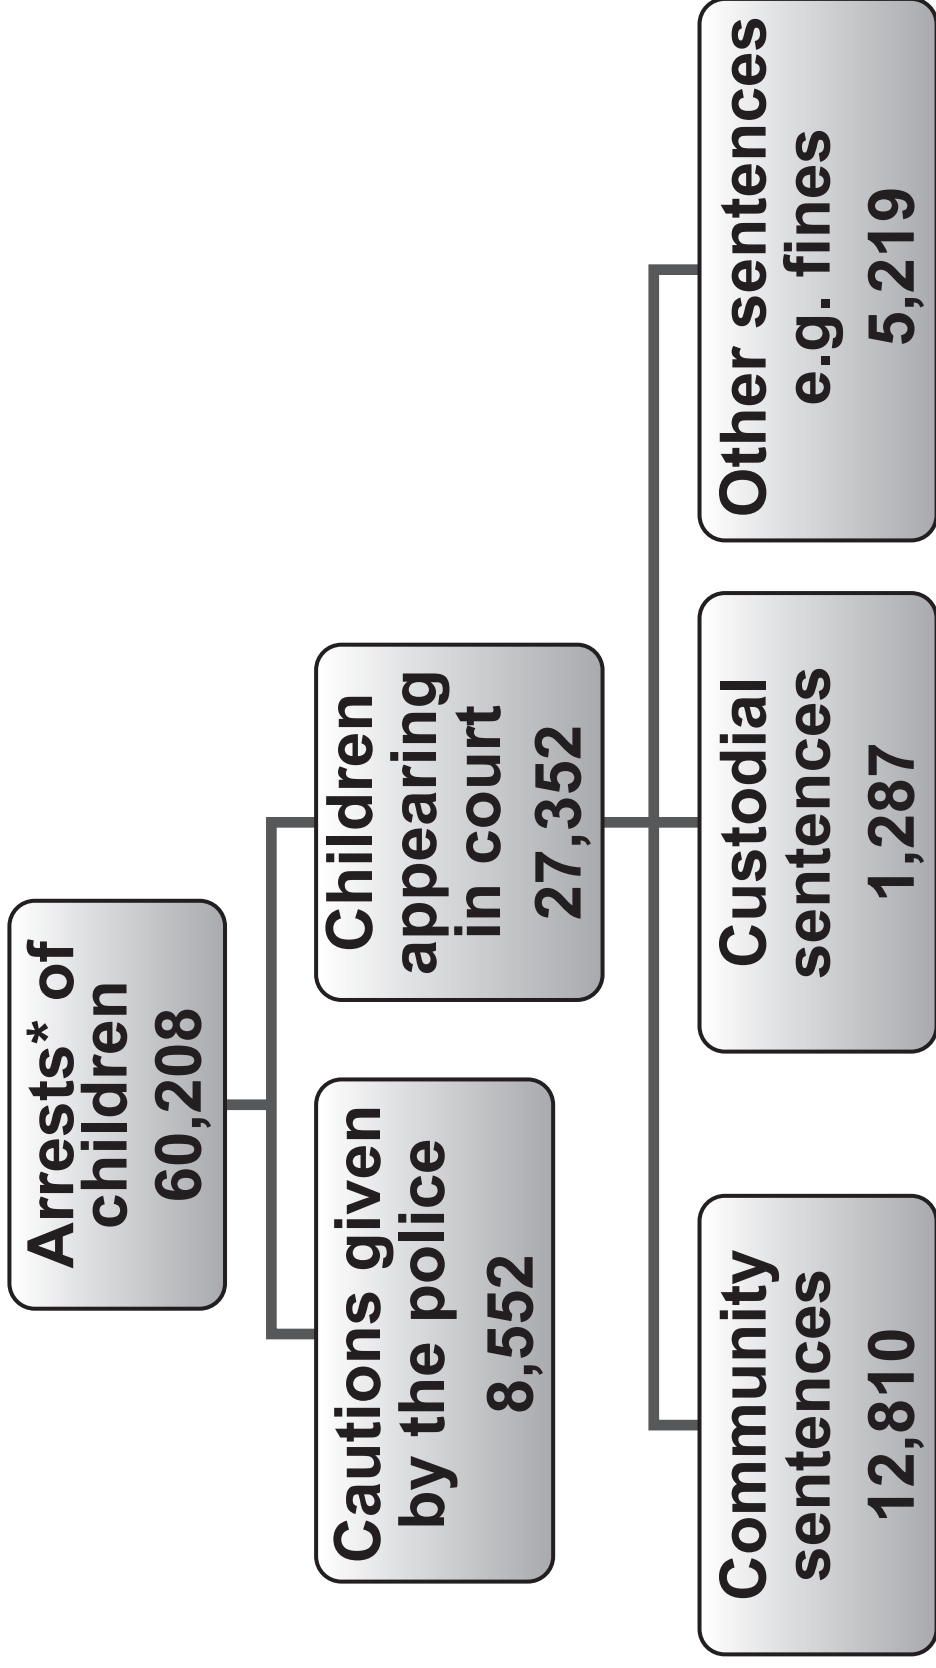 Arrests* of
children
60,208
Cautions given
by the police
8,552
Children
appearing
in court
27,352
Community
sentences
12,810
Custodial
sentences
1,287
Other sentences
e.g. fines
5,219